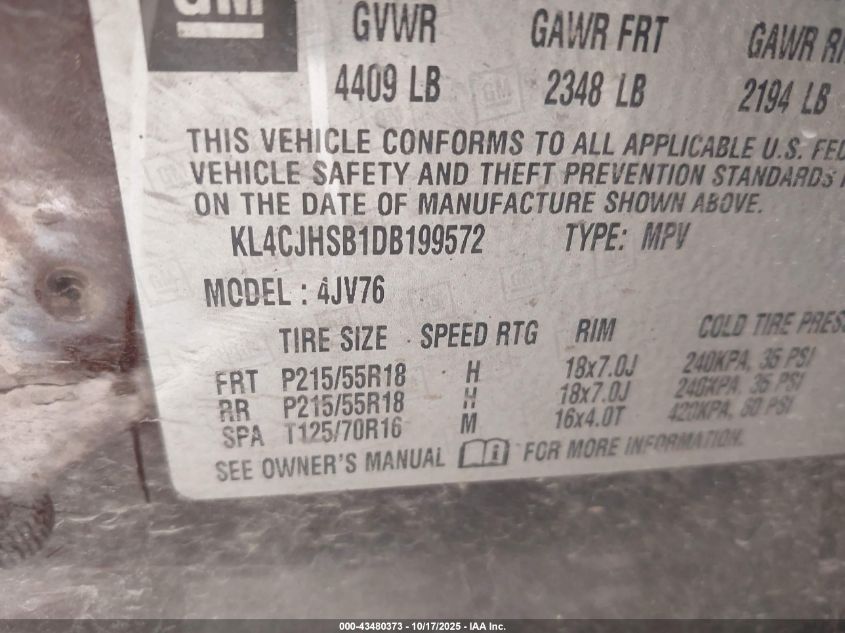 GM
GVWR GAWR FRT GAWR R
4409 LB 2348 LB 2194 LB
THIS VEHICLE CONFORMS TO ALL APPLICABLE U.S. FE
VEHICLE SAFETY AND THEFT PREVENTION STANDARDS
ON THE DATE OF MANUFACTURE SHOWN ABOVE.
KL4CJHSB1DB199572 TYPE: MPV
MODEL : 4JV76
TIRE SIZE SPEED RTG RIM COLD TIRE PRES
FRT P215/55R18 H 18x7.0J 240KPA, 35 PSI
RR P215/55R18 H 18x7.0J 240KPA, 35 PSI
SPA T125/70R16 M 16x4.0T 420KPA, 60 PSI
SEE OWNER'S MANUAL FOR MORE INFORMATION.
000-43480373 - 10/17/2025 - IAA Inc.